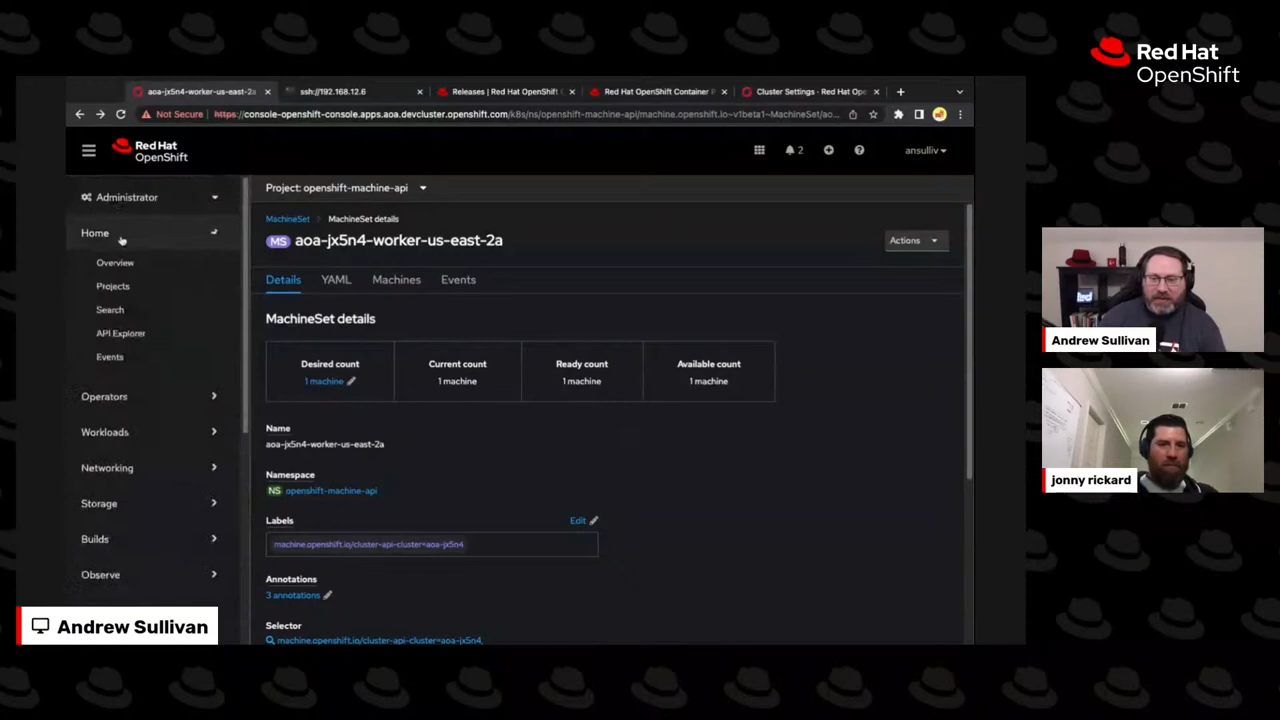 Red Hat
OpenShift
aoa-jx5n4-worker-us-east-2a
ssh://192.168.12.6
Releases | Red Hat OpenShift C
Red Hat OpenShift Container P
Cluster Settings · Red Hat Ope
Not Secure
https://console-openshift-console.apps.aoa.devcluster.openshift.com/k8s/ns/openshift-machine-api/machine.openshift.io~v1beta1~MachineSet/ao...
Red Hat
OpenShift
2
ansulliv
Administrator
Home
Overview
Projects
Search
API Explorer
Events
Operators
Workloads
Networking
Storage
Builds
Observe
Project: openshift-machine-api
MachineSet
MachineSet details
MS aoa-jx5n4-worker-us-east-2a
Actions
Details
YAML
Machines
Events
MachineSet details
Desired count
1 machine
Current count
1 machine
Ready count
1 machine
Available count
1 machine
Name
aoa-jx5n4-worker-us-east-2a
Namespace
NS openshift-machine-api
Labels
Edit
machine.openshift.io/cluster-api-cluster=aoa-jx5n4
Annotations
3 annotations
Selector
machine.openshift.io/cluster-api-cluster=aoa-jx5n4,
Andrew Sullivan
Andrew Sullivan
jonny rickard